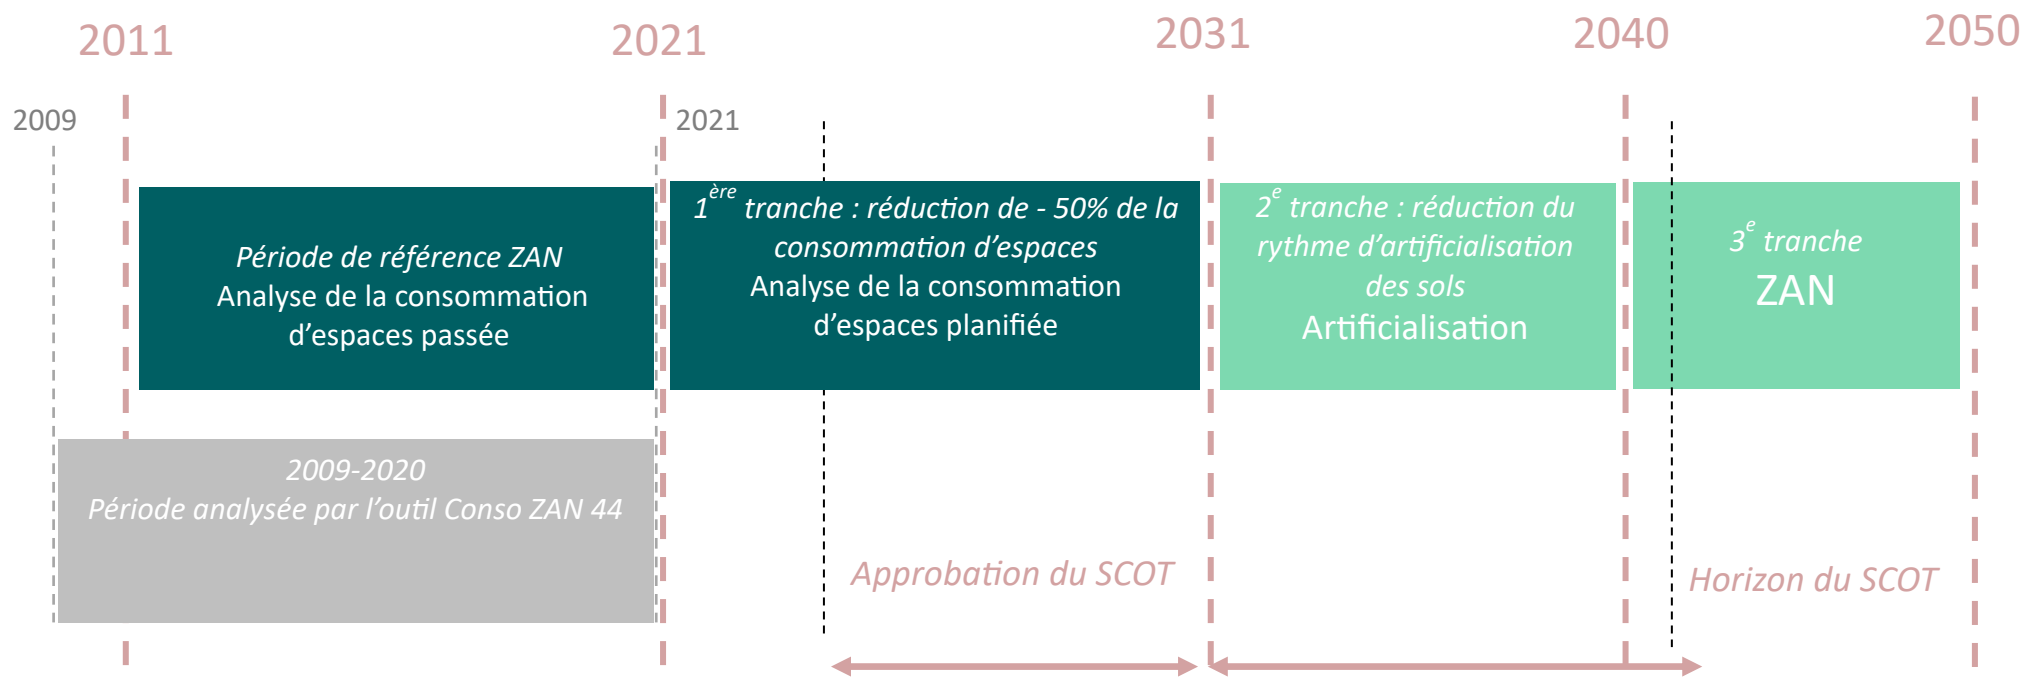 2011
2021
2031
2040
2050
2009
2021
Période de référence ZAN
Analyse de la consommation
d’espaces passée
1ère tranche : réduction de - 50% de la
consommation d’espaces
Analyse de la consommation
d’espaces planifiée
2e tranche : réduction du
rythme d’artificialisation
des sols
Artificialisation
3e tranche
ZAN
2009-2020
Période analysée par l’outil Conso ZAN 44
Approbation du SCOT
Horizon du SCOT